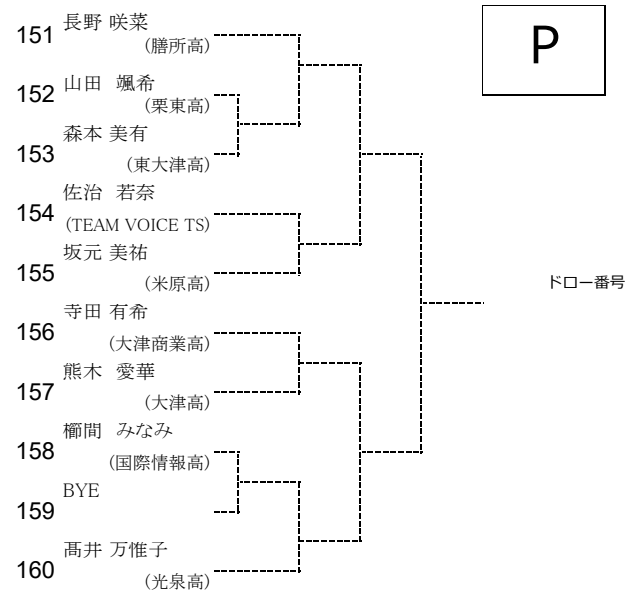 P
151 長野 咲菜
(膳所高)
152 山田 颯希
(栗東高)
153 森本 美有
(東大津高)
154 佐治 若奈
(TEAM VOICE TS)
155 坂元 美祐
(米原高)
156 寺田 有希
(大津商業高)
157 熊木 愛華
(大津高)
158 櫛間 みなみ
(国際情報高)
159 BYE
160 髙井 万惟子
(光泉高)
ドロー番号